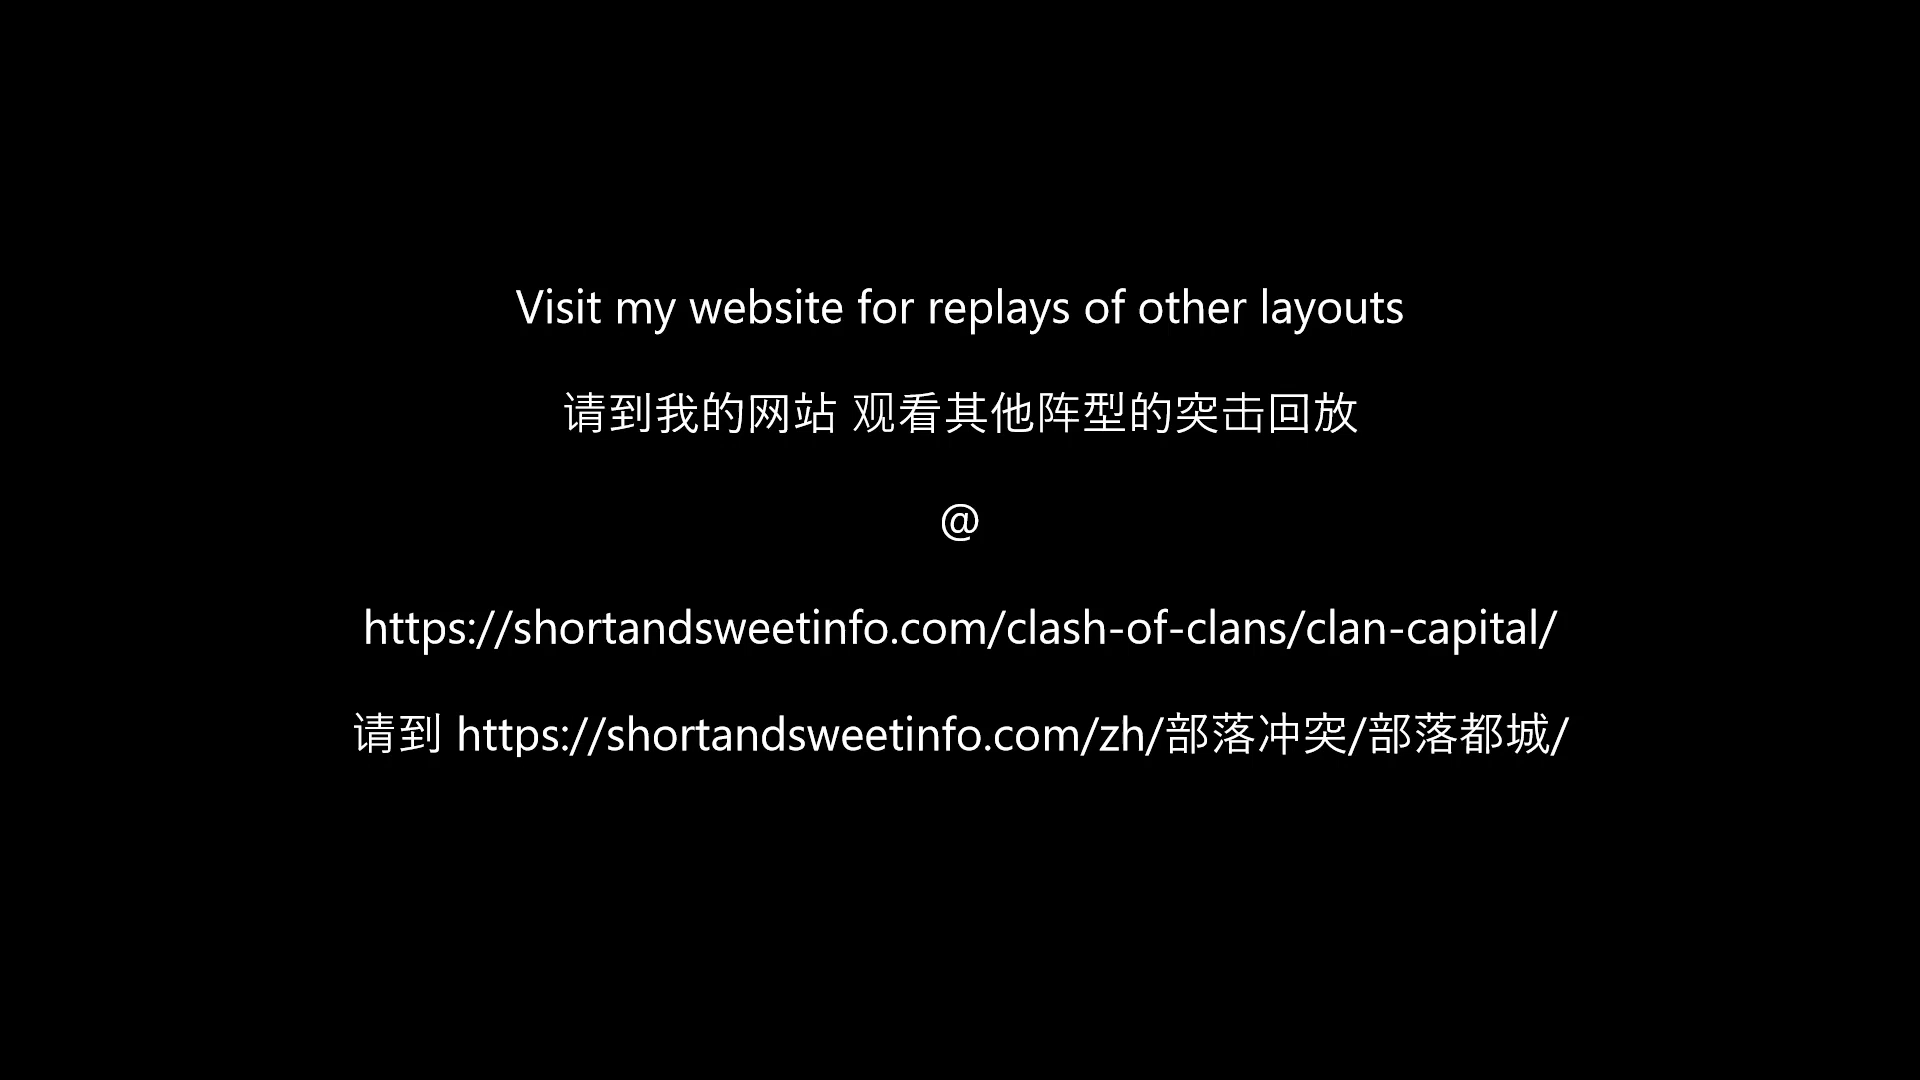 Visit my website for replays of other layouts
请到我的网站 观看其他阵型的突击回放
@
https://shortandsweetinfo.com/clash-of-clans/clan-capital/
请到 https://shortandsweetinfo.com/zh/部落冲突/部落都城/